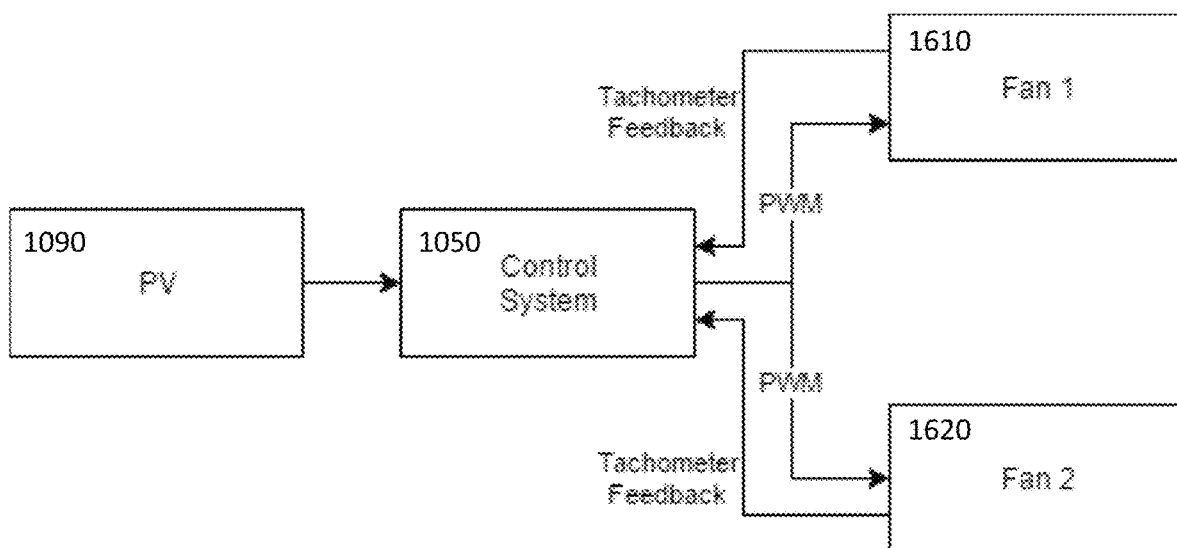 1610
Fan 1
Tachometer
Feedback
PWM
1090
PV
1050
Control
System
PWM
1620
Fan 2
Tachometer
Feedback